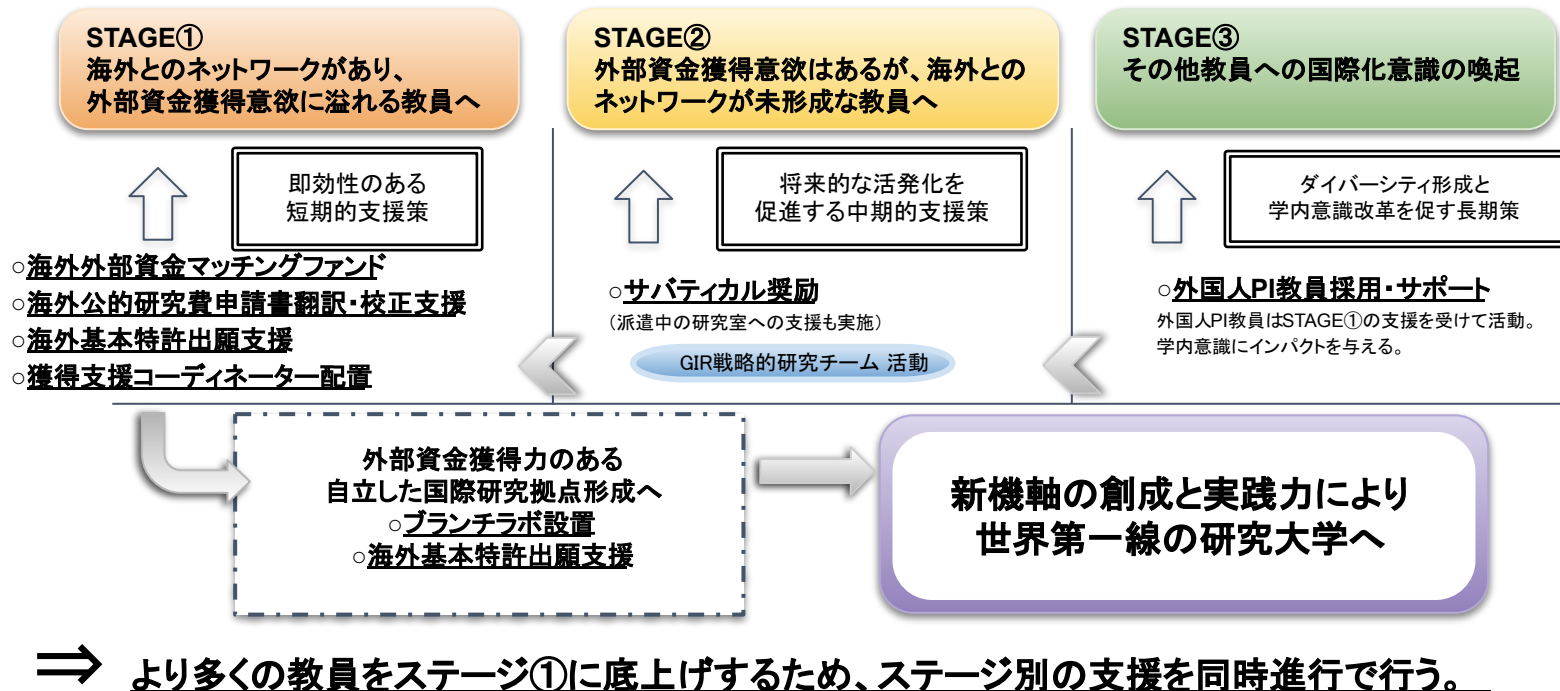 STAGE①
海外とのネットワークがあり、
外部資金獲得意欲に溢れる教員へ
STAGE②
外部資金獲得意欲はあるが、海外との
ネットワークが未形成な教員へ
STAGE③
その他教員への国際化意識の喚起
即効性のある
短期的支援策
将来的な活発化を
促進する中期的支援策
ダイバーシティ形成と
学内意識改革を促す長期策
○海外外部資金マッチングファンド
○海外公的研究費申請書翻訳・校正支援
○海外基本特許出願支援
○獲得支援コーディネーター配置
○サバティカル奨励
（派遣中の研究室への支援も実施）
GIR戦略的研究チーム 活動
○外国人PI教員採用・サポート
外国人PI教員はSTAGE①の支援を受けて活動。
学内意識にインパクトを与える。
外部資金獲得力のある
自立した国際研究拠点形成へ
○ブランチラボ設置
○海外基本特許出願支援
新機軸の創成と実践力により
世界第一線の研究大学へ
⇒ より多くの教員をステージ①に底上げするため、ステージ別の支援を同時進行で行う。